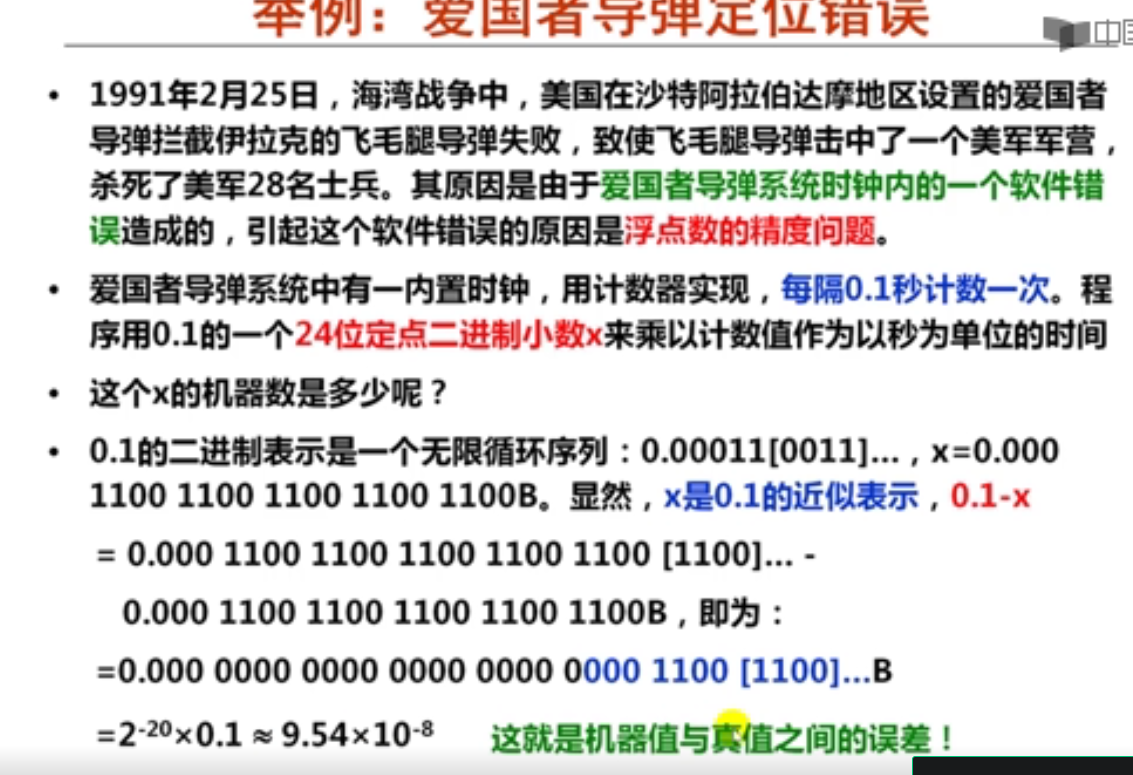 举例：爱国者导弹定位错误
中国
• 1991年2月25日，海湾战争中，美国在沙特阿拉伯达摩地区设置的爱国者
导弹拦截伊拉克的飞毛腿导弹失败，致使飞毛腿导弹击中了一个美军军营，
杀死了美军28名士兵。其原因是由于爱国者导弹系统时钟内的一个软件错
误造成的，引起这个软件错误的原因是浮点数的精度问题。
• 爱国者导弹系统中有一内置时钟，用计数器实现，每隔0.1秒计数一次。程
序用0.1的一个24位定点二进制小数x来乘以计数值作为以秒为单位的时间
• 这个x的机器数是多少呢？
• 0.1的二进制表示是一个无限循环序列：0.00011[0011]...，x=0.000
1100 1100 1100 1100 1100B。显然，x是0.1的近似表示，0.1-x
= 0.000 1100 1100 1100 1100 1100 [1100]... -
0.000 1100 1100 1100 1100 1100B，即为：
=0.000 0000 0000 0000 0000 0000 1100 [1100]...B
=2⁻²⁰×0.1 ≈ 9.54×10⁻⁸ 这就是机器值与真值之间的误差！